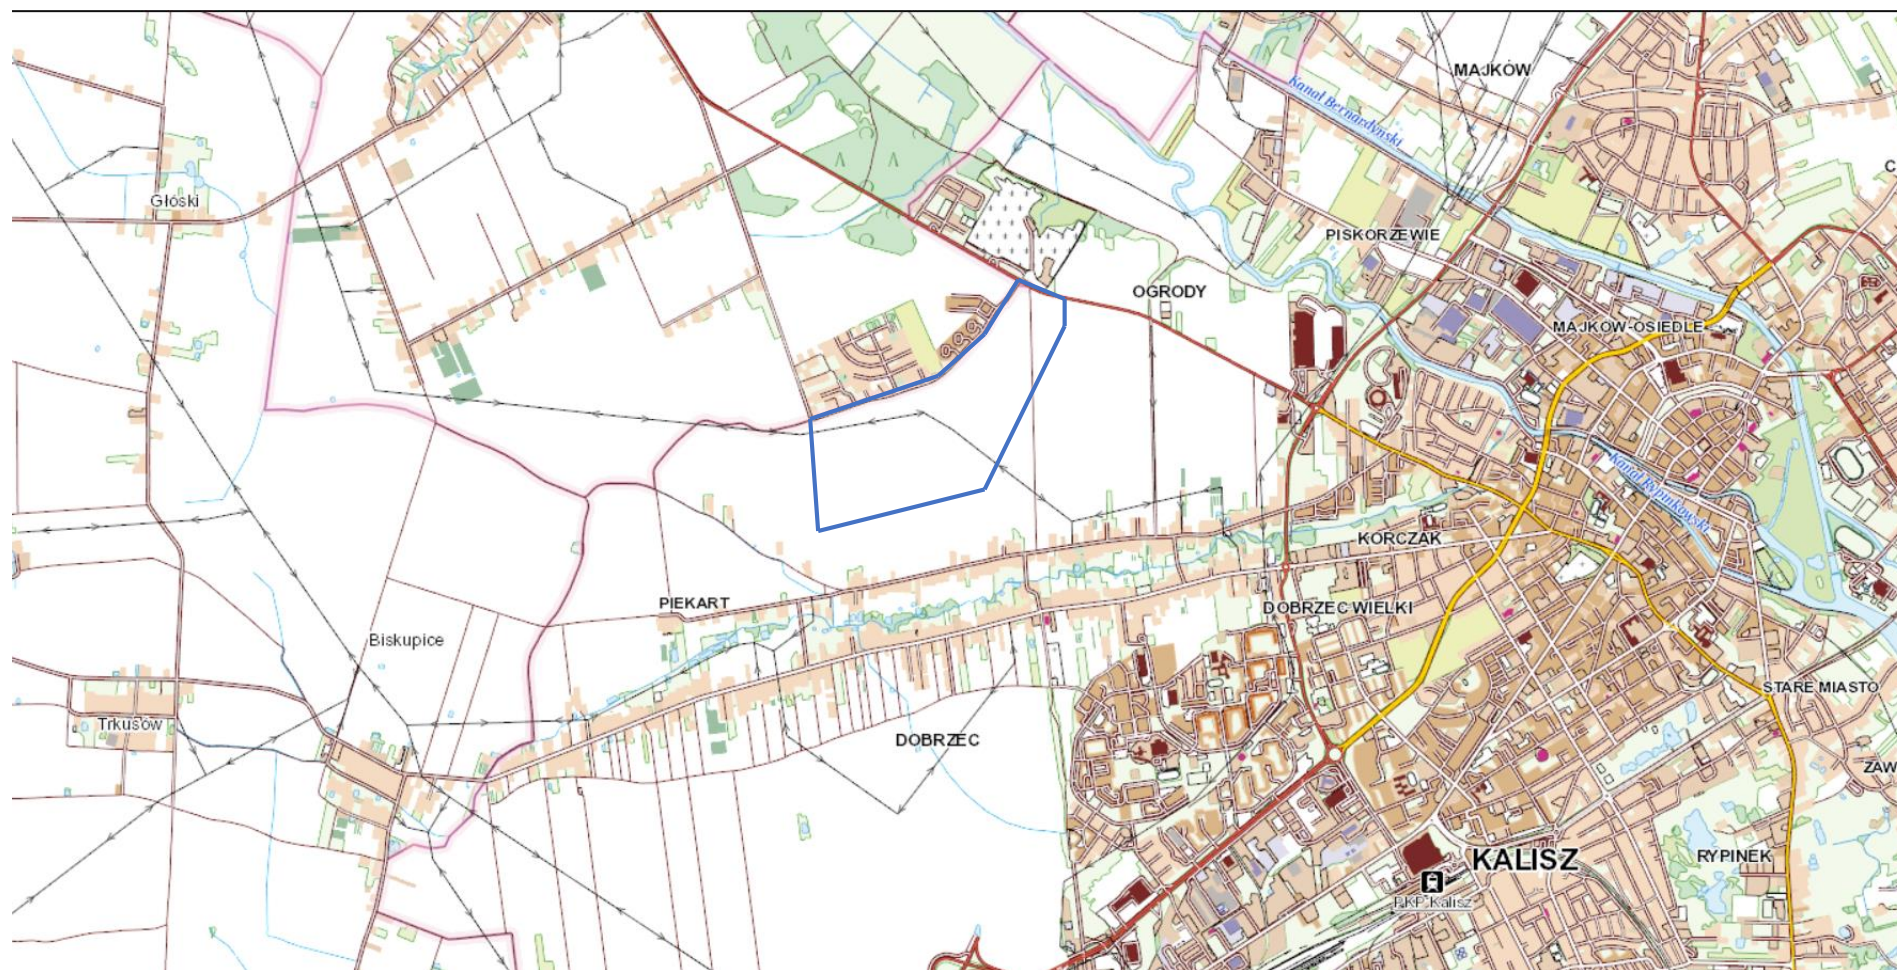 MAJKÓW
Kanał Bernardyński
C
Głóski
PISKORZEWIE
OGRODY
MAJKÓW-OSIEDLE
Kanał Rypinkowski
KORCZAK
PIEKART
DOBRZEC WIELKI
Biskupice
STARE MIASTO
Trkusów
DOBRZEC
ZAW
KALISZ
RYPINEK
PKP Kalisz